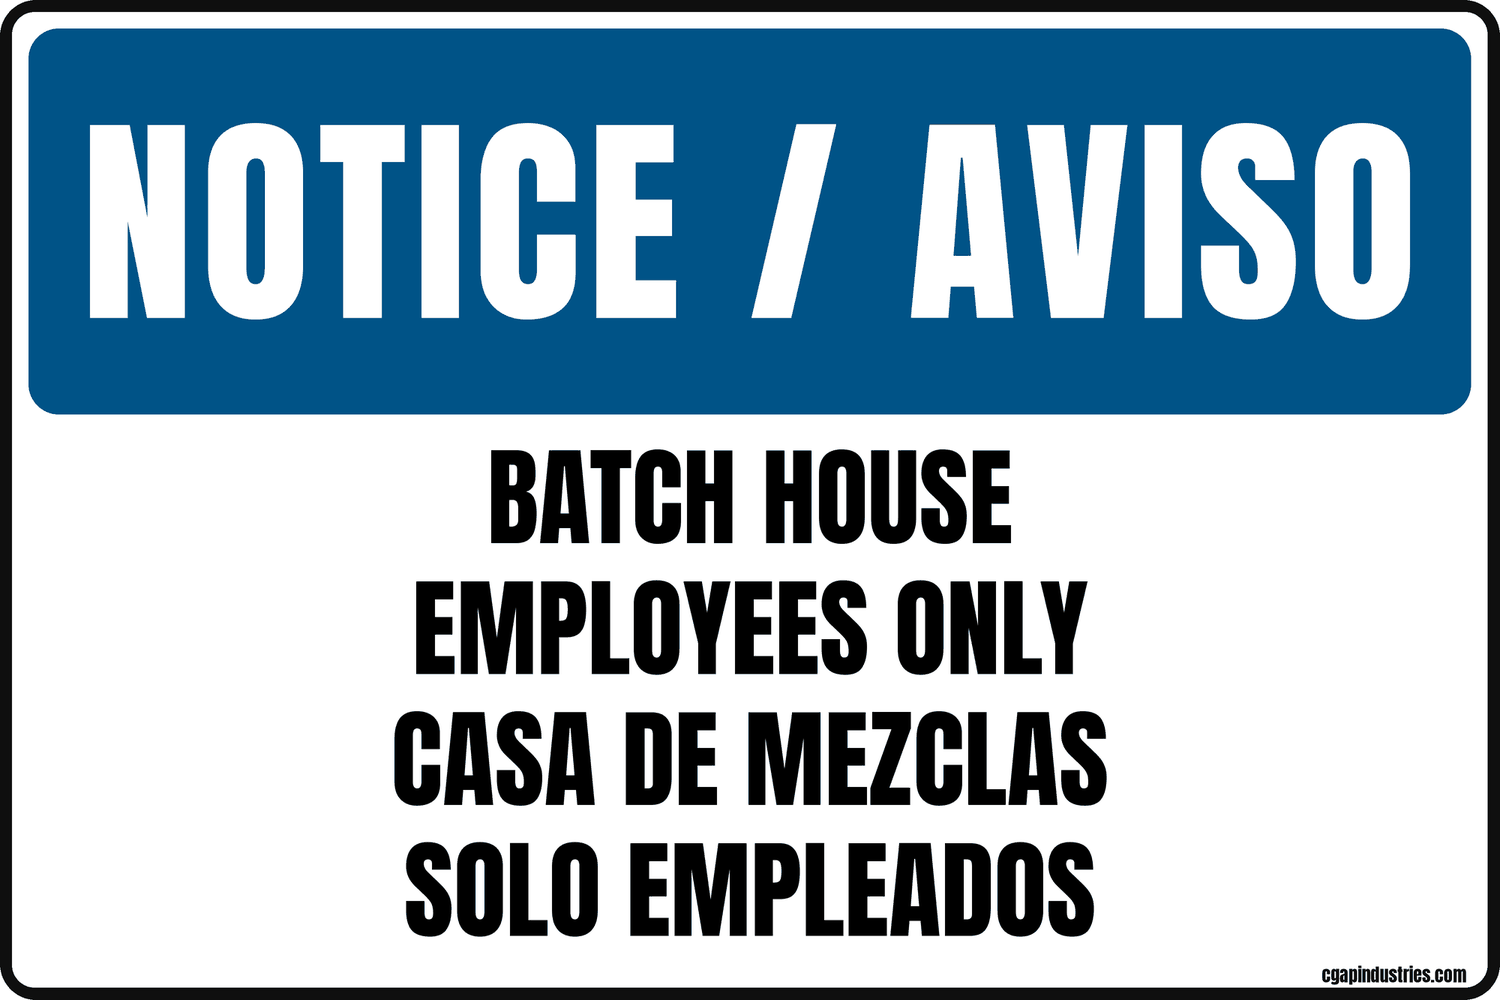 NOTICE / AVISO
BATCH HOUSE
EMPLOYEES ONLY
CASA DE MEZCLAS
SOLO EMPLEADOS
cgapindustries.com